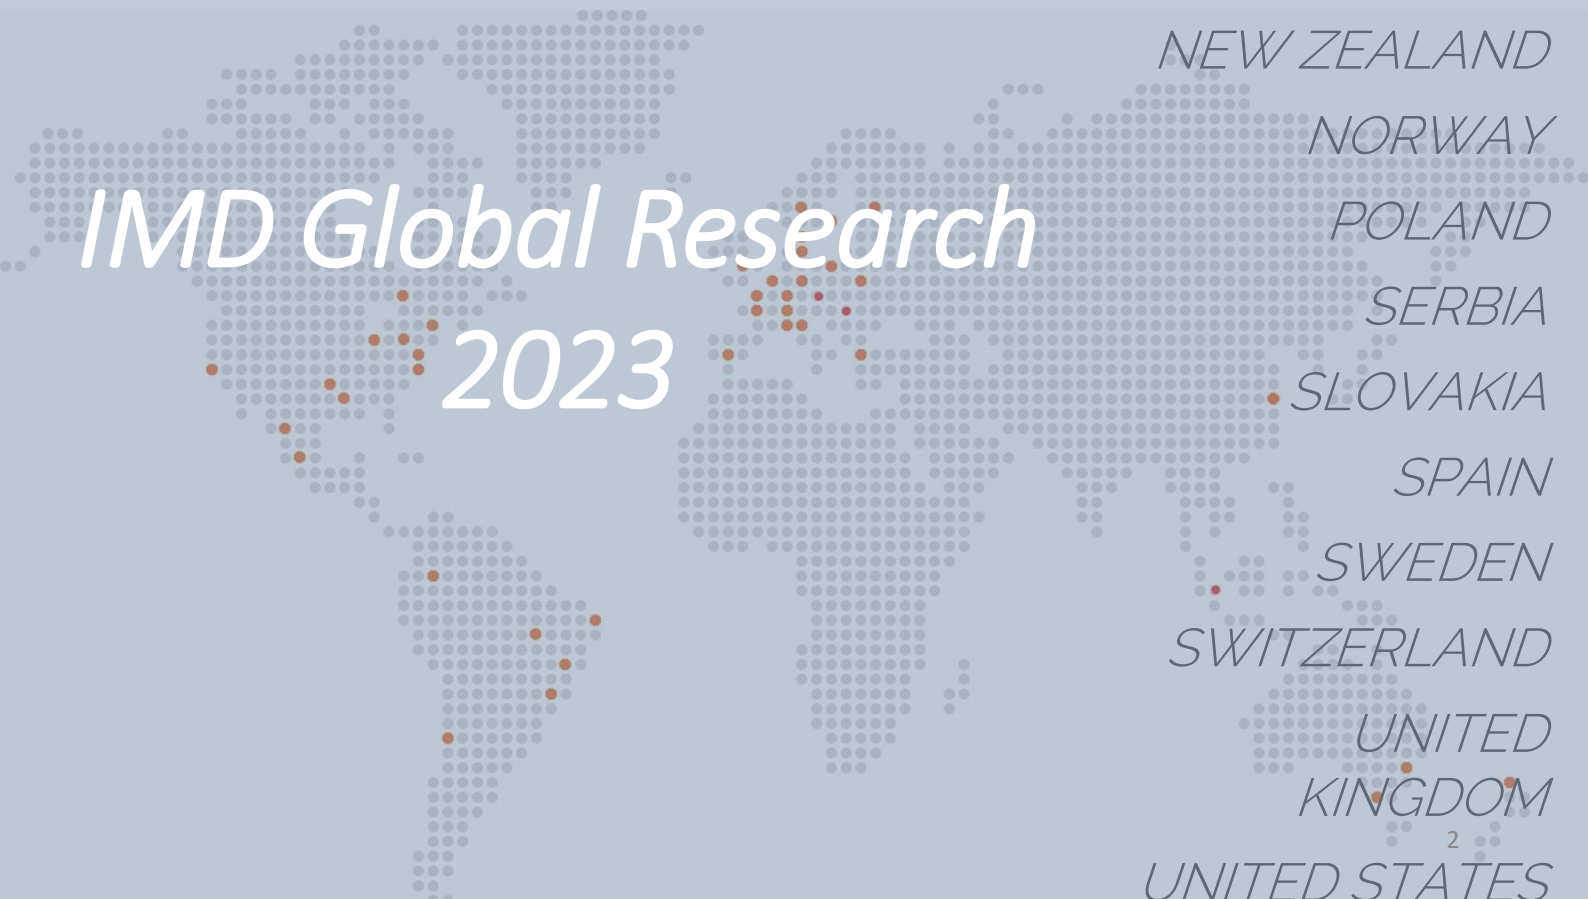 IMD Global Research
2023
NEW ZEALAND
NORWAY
POLAND
SERBIA
SLOVAKIA
SPAIN
SWEDEN
SWITZERLAND
UNITED
KINGDOM
2
UNITED STATES